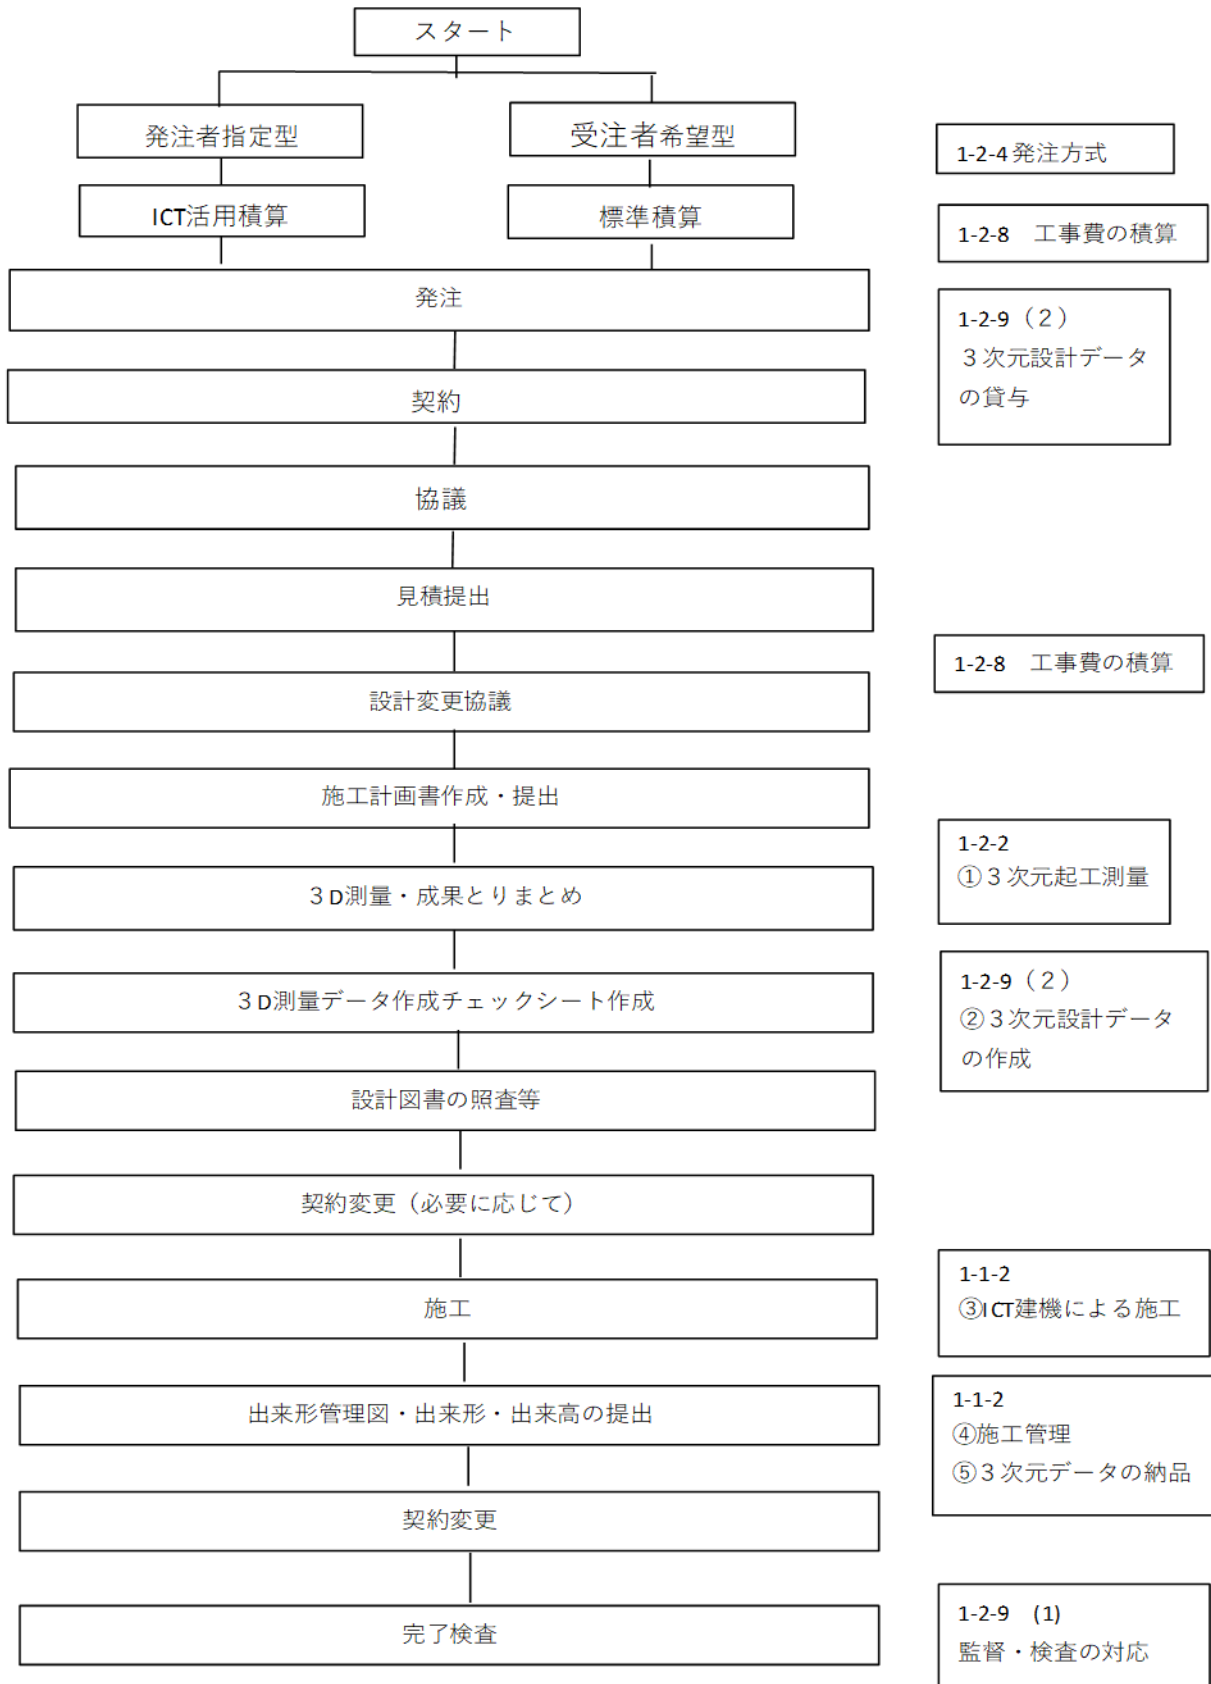 スタート
発注者指定型
受注者希望型
1-2-4発注方式
ICT活用積算
標準積算
1-2-8　工事費の積算
発注
1-2-9（２）
３次元設計データ
の貸与
契約
協議
見積提出
1-2-8　工事費の積算
設計変更協議
施工計画書作成・提出
1-2-2
①３次元起工測量
３D測量・成果とりまとめ
1-2-9（２）
②３次元設計データ
の作成
３D測量データ作成チェックシート作成
設計図書の照査等
契約変更（必要に応じて）
1-1-2
③ICT建機による施工
施工
1-1-2
④施工管理
⑤３次元データの納品
出来形管理図・出来形・出来高の提出
契約変更
1-2-9　(1)
監督・検査の対応
完了検査